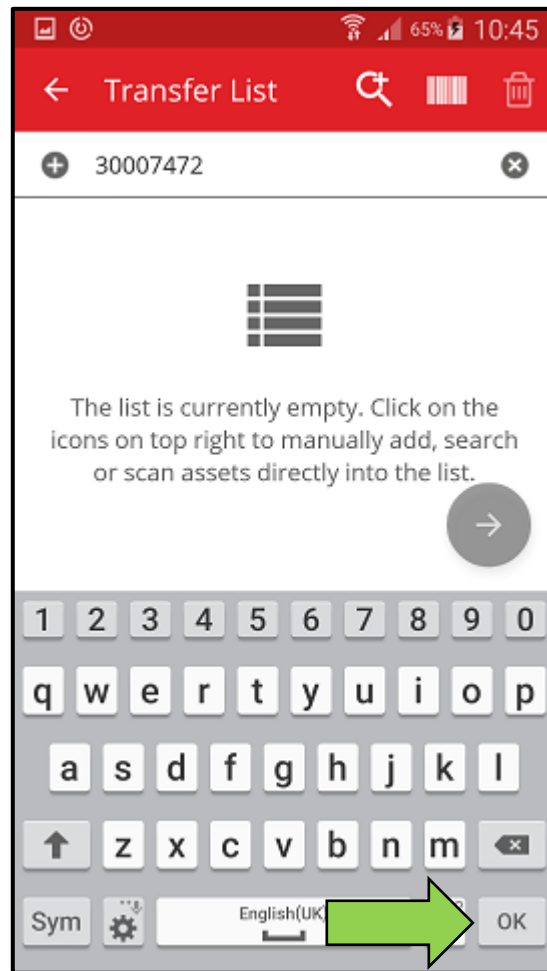 65% 10:45
Transfer List
30007472
The list is currently empty. Click on the
icons on top right to manually add, search
or scan assets directly into the list.
1 2 3 4 5 6 7 8 9 0
q w e r t y u i o p
a s d f g h j k l
z x c v b n m
Sym English(UK) OK